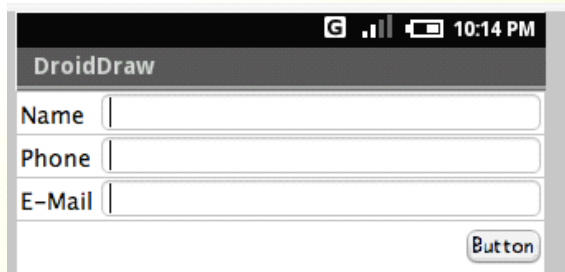 G 10:14 PM
DroidDraw
Name
Phone
E-Mail
Button